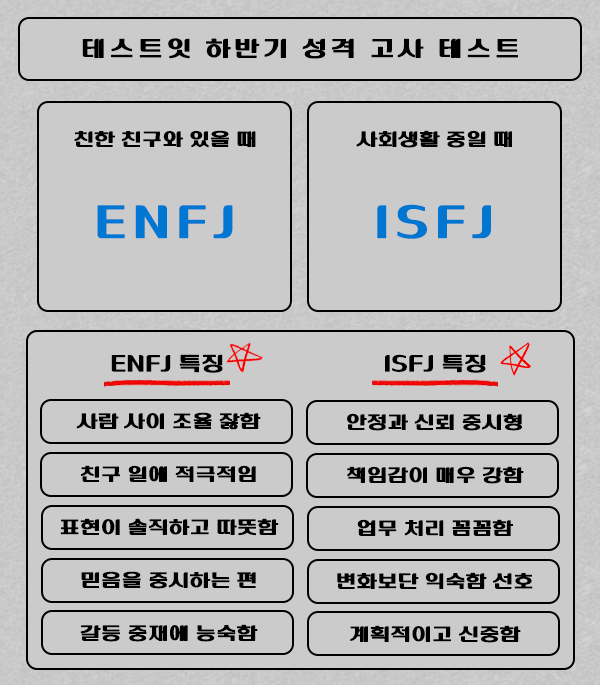 테스트잇 하반기 성격 고사 테스트
친한 친구와 있을 때
ENFJ
사회생활 중일 때
ISFJ
ENFJ 특징
사람 사이 조율 잘함
친구 일에 적극적임
표현이 솔직하고 따뜻함
믿음을 중시하는 편
갈등 중재에 능숙함
ISFJ 특징
안정과 신뢰 중시형
책임감이 매우 강함
업무 처리 꼼꼼함
변화보단 익숙함 선호
계획적이고 신중함